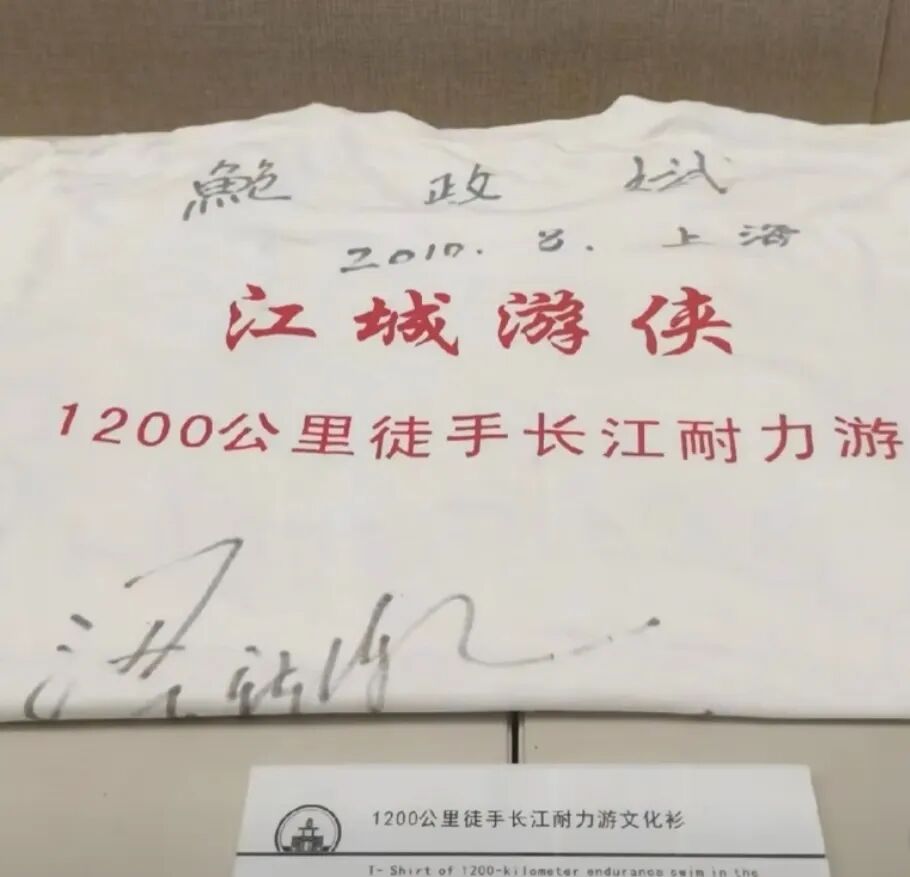 鲍政斌
2017.8.上海
江城游侠
1200公里徒手长江耐力游
1200公里徒手长江耐力游文化衫
T-Shirt of 1200-kilometer endurance swim in the